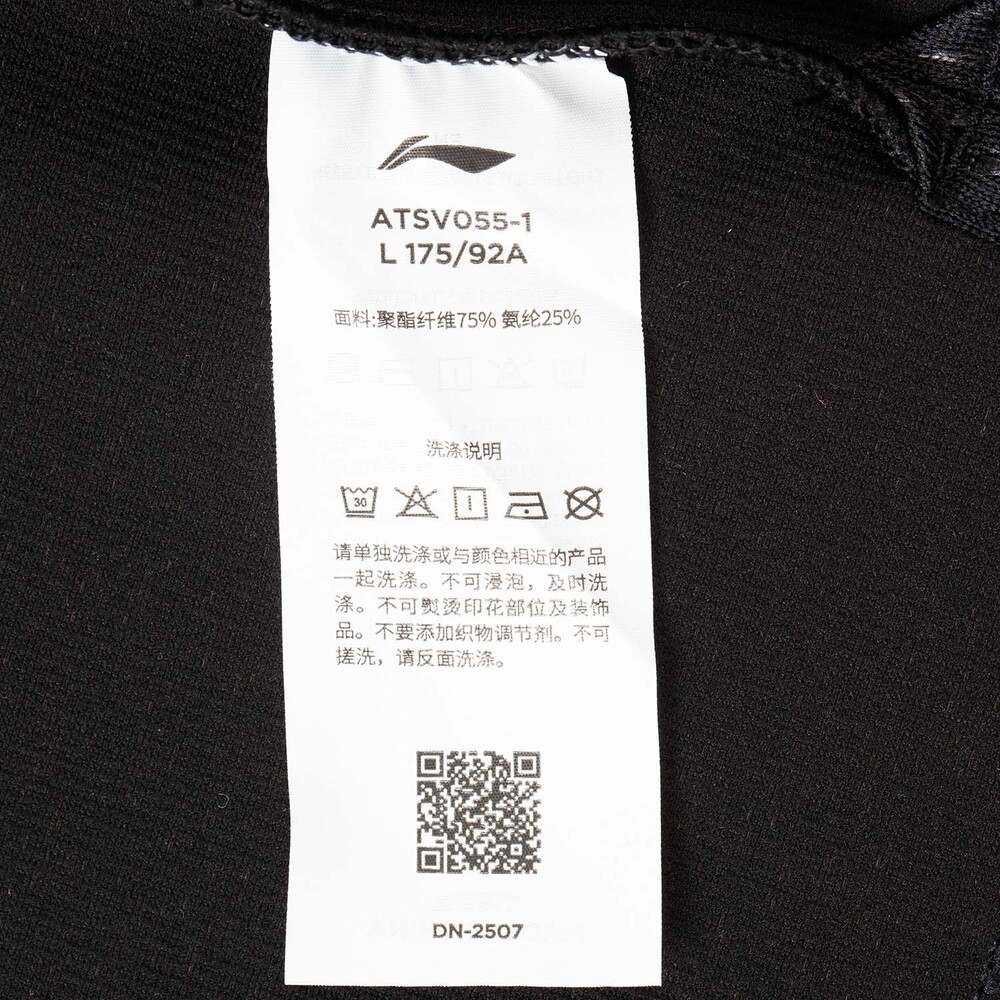 ATSV055-1
L 175/92A
面料:聚酯纤维75% 氨纶25%
洗涤说明
30
请单独洗涤或与颜色相近的产品
一起洗涤。不可浸泡，及时洗
涤。不可熨烫印花部位及装饰
品。不要添加织物调节剂。不可
搓洗，请反面洗涤。
DN-2507